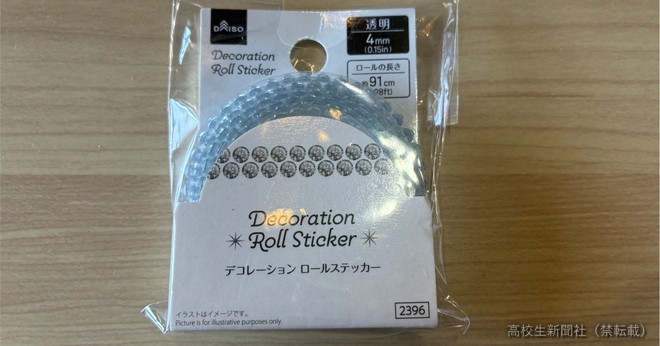 DAISO
Decoration
Roll Sticker
透明
4mm
(0.15in)
ロールの長さ
91cm
Decoration
Roll Sticker
デコレーション ロールステッカー
イラストはイメージです。
Picture is for illustrative purposes only.
2396
高校生新聞社（禁転載）